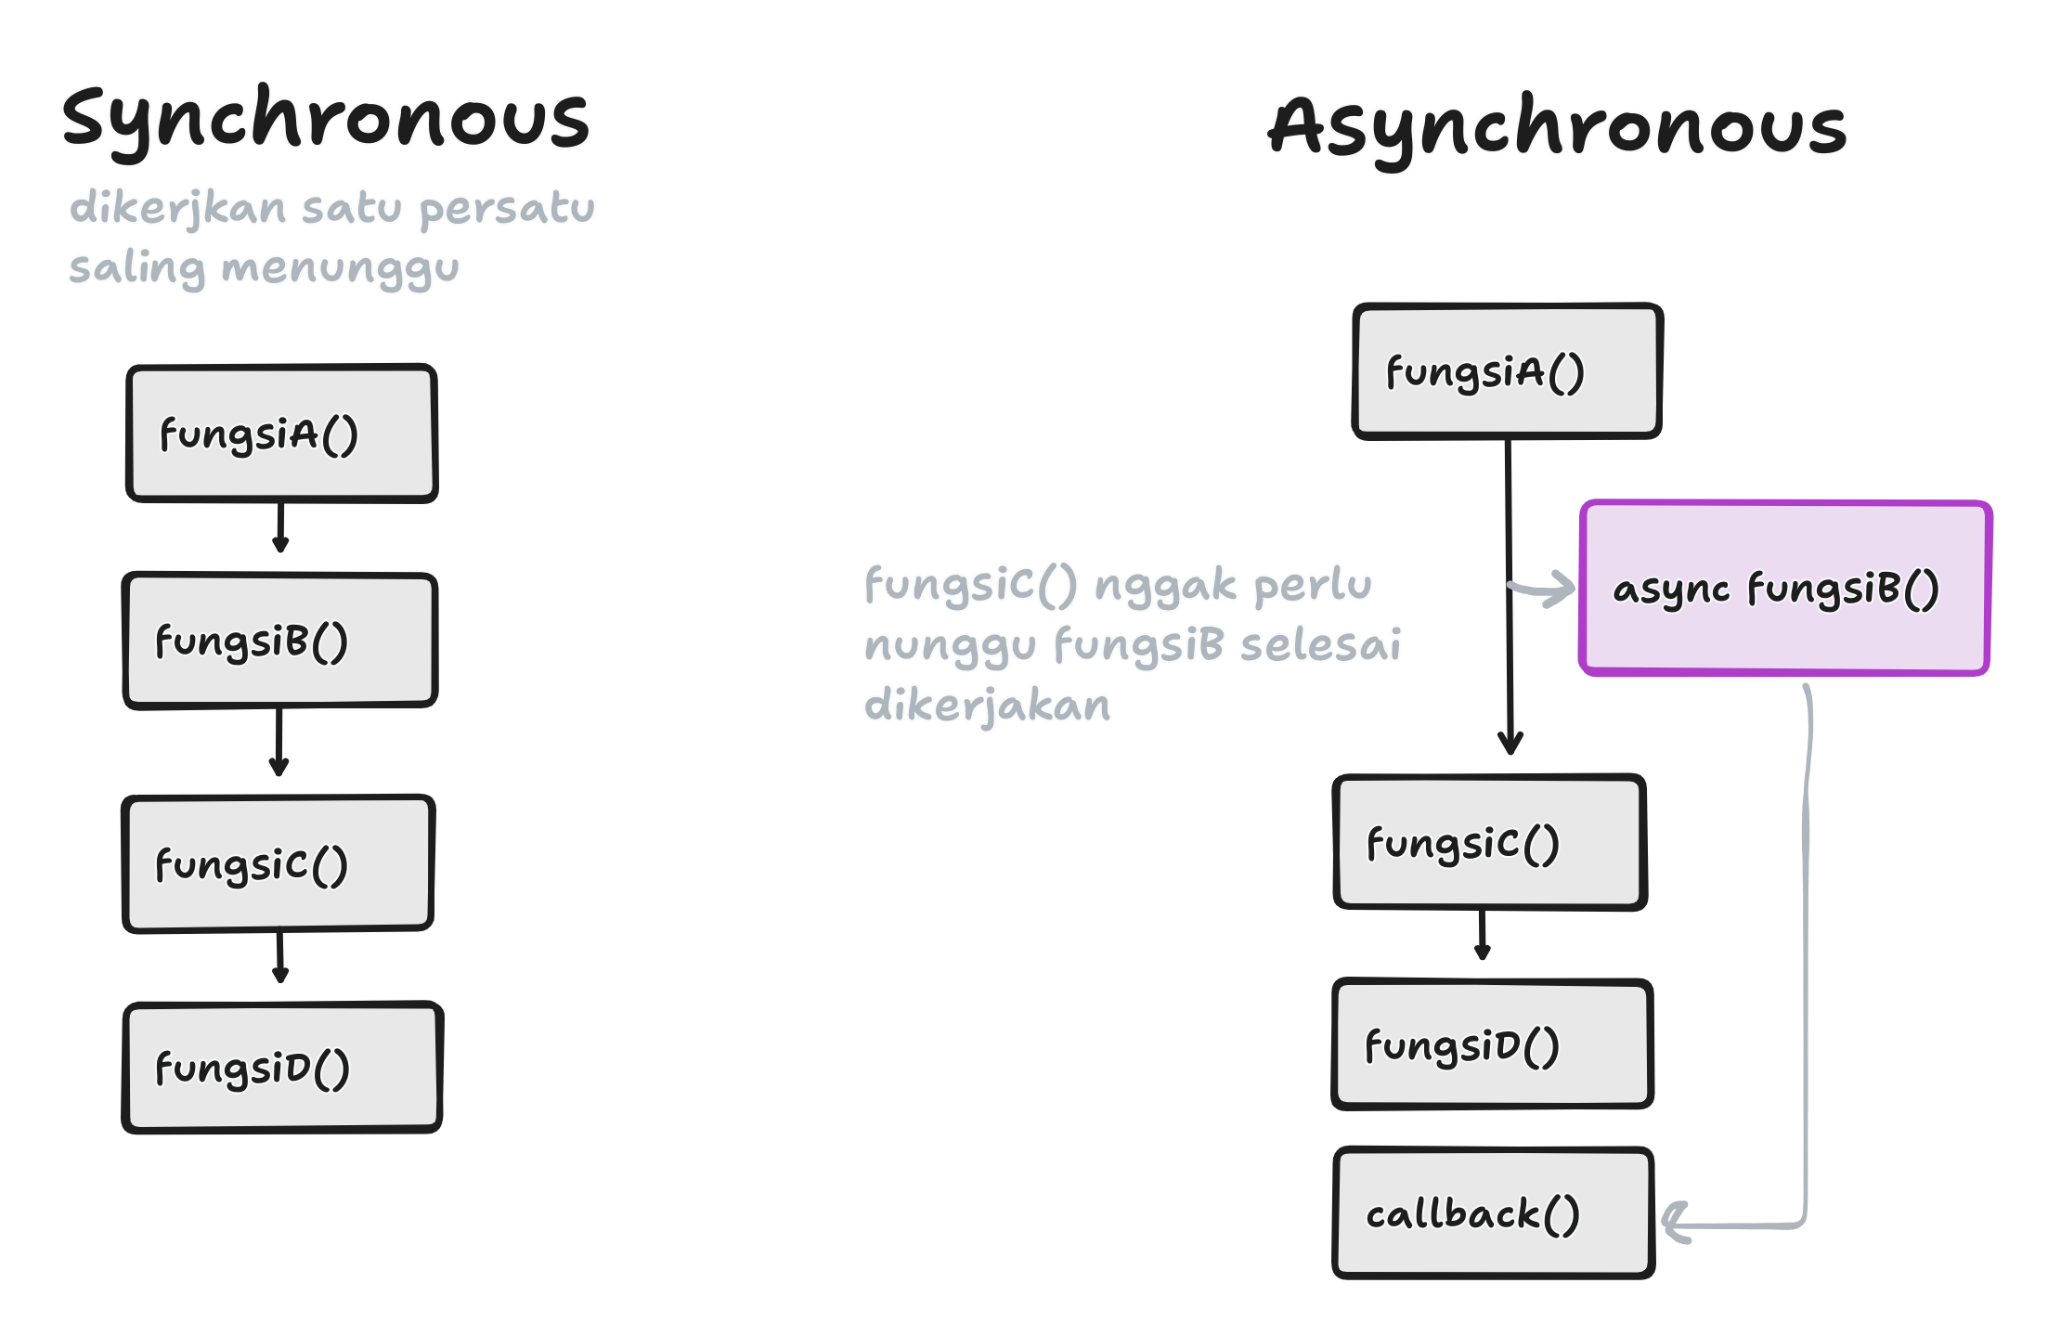 Synchronous
dikerjkan satu persatu
saling menunggu
fungsiA()
fungsiB()
fungsiC()
fungsiD()
Asynchronous
fungsiA()
async fungsiB()
fungsiC() nggak perlu
nunggu fungsiB selesai
dikerjakan
fungsiC()
fungsiD()
callback()